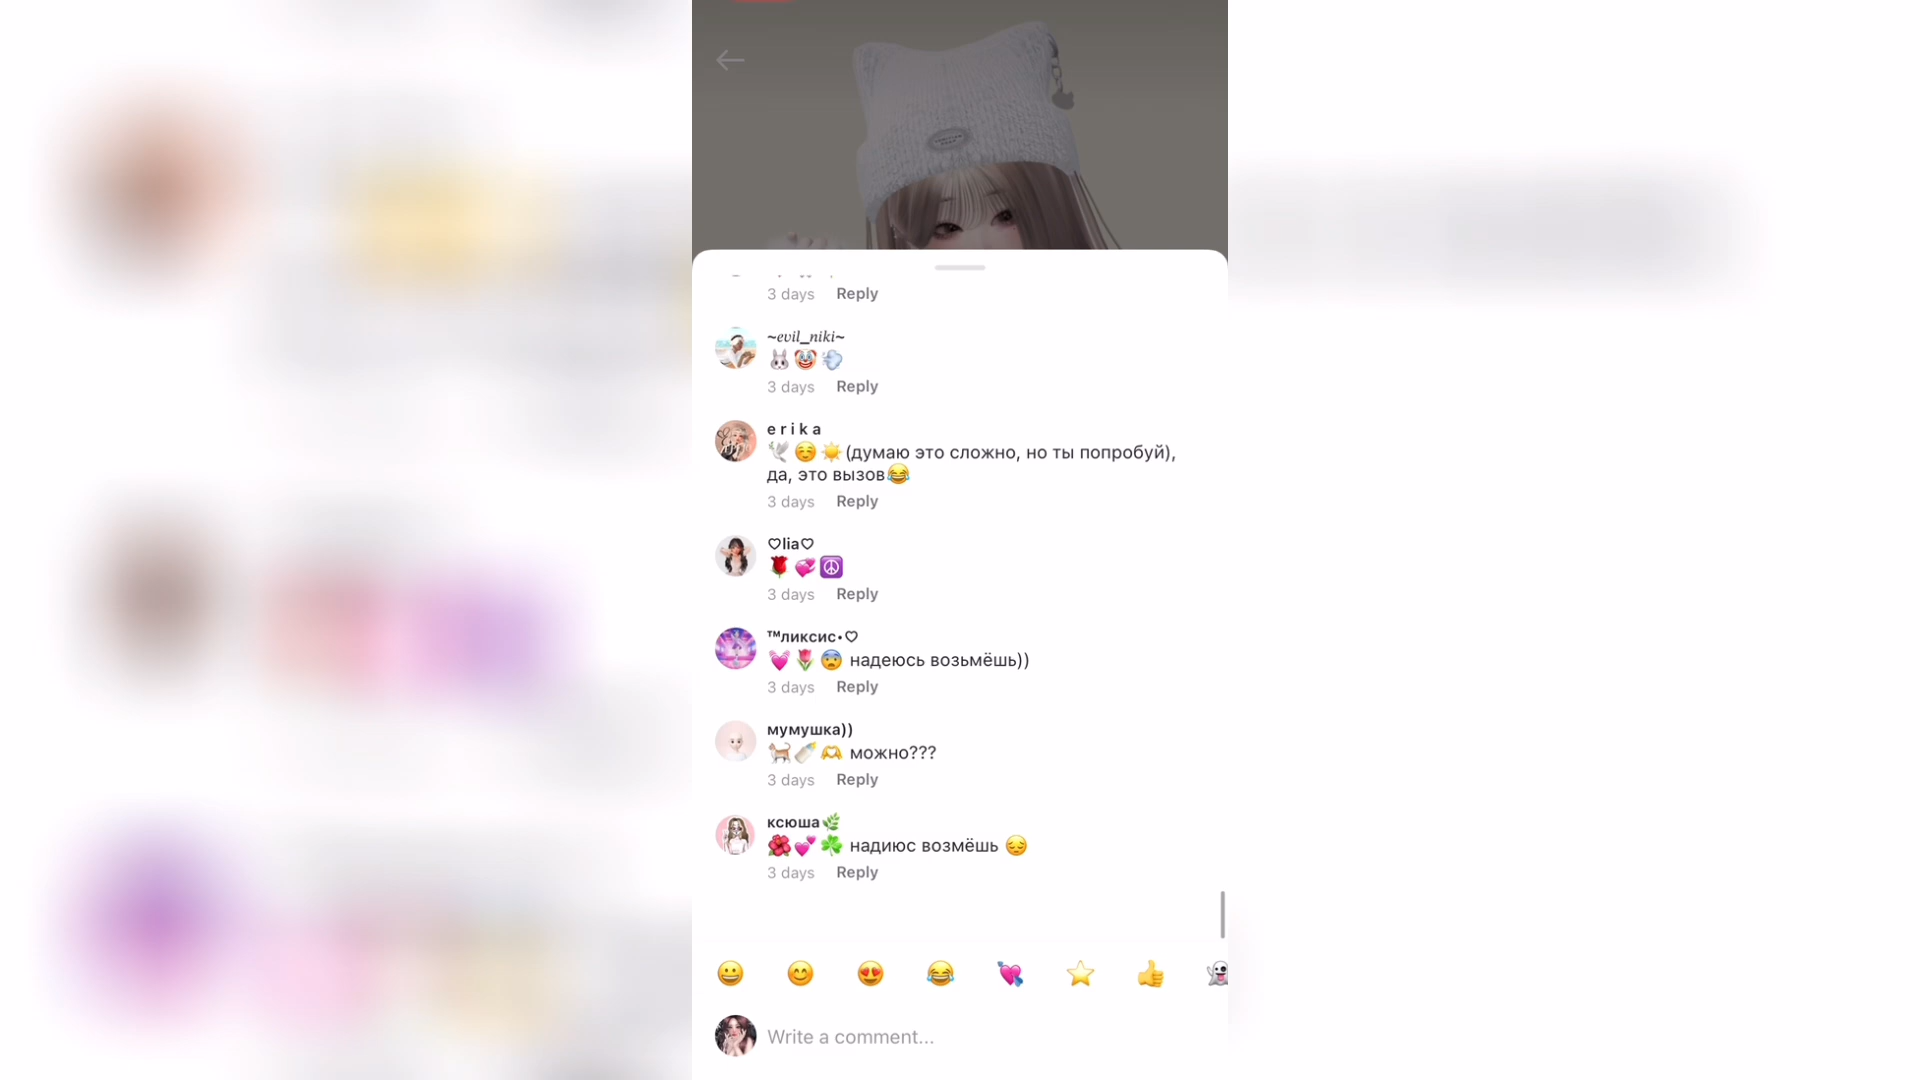 3 days Reply
~evil_niki~
🐰🤡💨
3 days Reply
e r i k a
🕊☺️☀️(думаю это сложно, но ты попробуй),
да, это вызов😂
3 days Reply
♡lia♡
🌹💞☮️
3 days Reply
™ликсис•♡
💓🌷😨 надеюсь возьмёшь))
3 days Reply
мумушка))
🐈🍼🫶 можно???
3 days Reply
ксюша🌿
🌺💕☘️ надиюс возмёшь 😔
3 days Reply
😀 😊 😍 😂 💘 ⭐ 👍 👻
Write a comment...